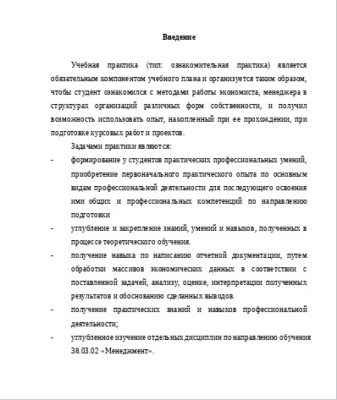 Введение
Учебная практика (тип: ознакомительная практика) является
обязательным компонентом учебного плана и организуется таким образом,
чтобы студент ознакомился с методами работы экономиста, менеджера в
структурах организаций различных форм собственности, и получил
возможность использовать опыт, накопленный при ее прохождении, при
подготовке курсовых работ и проектов.
Задачами практики являются:
- формирование у студентов практических профессиональных умений,
приобретение первоначального практического опыта по основным
видам профессиональной деятельности для последующего освоения
ими общих и профессиональных компетенций по направлению
подготовки
- углубление и закрепление знаний, умений и навыков, полученных в
процессе теоретического обучения.
- получение навыка по написанию отчетной документации, путем
обработки массивов экономических данных в соответствии с
поставленной задачей, анализу, оценке, интерпретации полученных
результатов и обоснованию сделанных выводов.
- получение практических знаний и навыков профессиональной
деятельности;
- углубленное изучение отдельных дисциплин по направлению обучения
38.03.02 «Менеджмент».